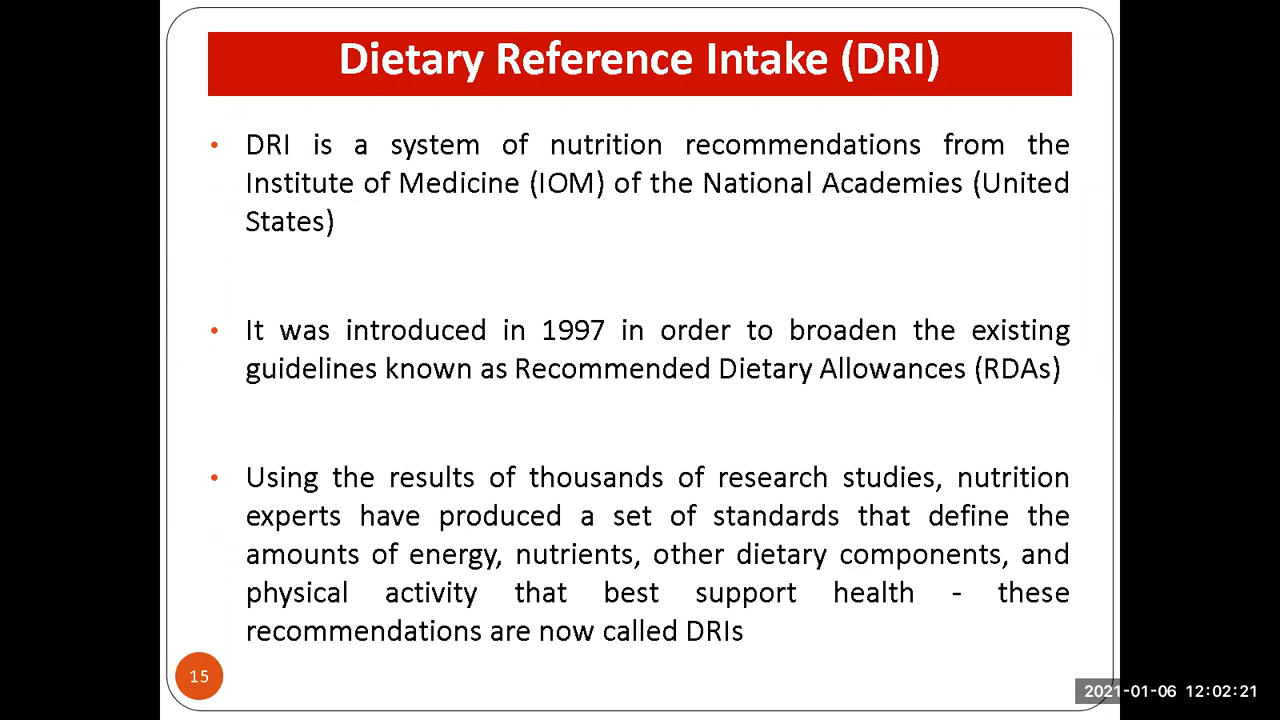 Dietary Reference Intake (DRI)
• DRI is a system of nutrition recommendations from the
Institute of Medicine (IOM) of the National Academies (United
States)
• It was introduced in 1997 in order to broaden the existing
guidelines known as Recommended Dietary Allowances (RDAs)
• Using the results of thousands of research studies, nutrition
experts have produced a set of standards that define the
amounts of energy, nutrients, other dietary components, and
physical activity that best support health - these
recommendations are now called DRIs
15
2021-01-06 12:02:21